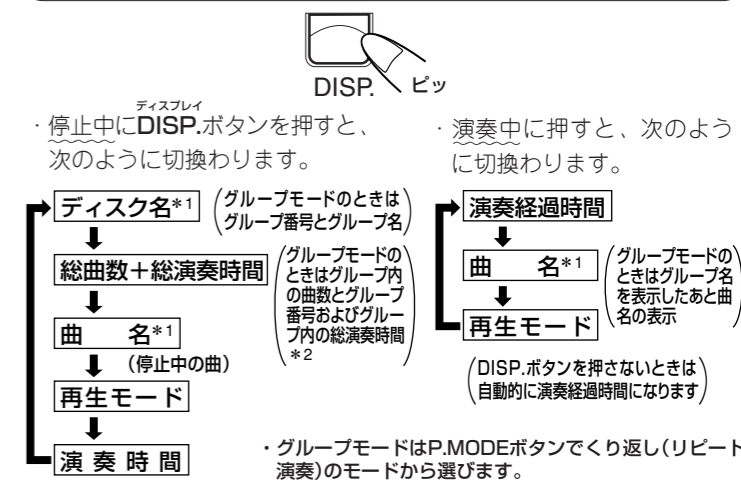 DISP.
ピッ
ディスプレイ
・停止中にDISP.ボタンを押すと、
次のように切換わります。
ディスク名*1
(グループモードのときは
グループ番号とグループ名)
総曲数+総演奏時間
(グループモードの
ときはグループ内
の曲数とグループ
番号およびグルー
プ内の総演奏時間
*2)
曲 名*1
(停止中の曲)
再生モード
演 奏 時 間
・演奏中に押すと、次のよう
に切換わります。
演奏経過時間
曲 名*1
(グループモードの
ときはグループ名
を表示したあと曲
名の表示)
再生モード
(DISP.ボタンを押さないときは
自動的に演奏経過時間になります)
・グループモードはP.MODEボタンでくり返し(リピート
演奏)のモードから選びます。